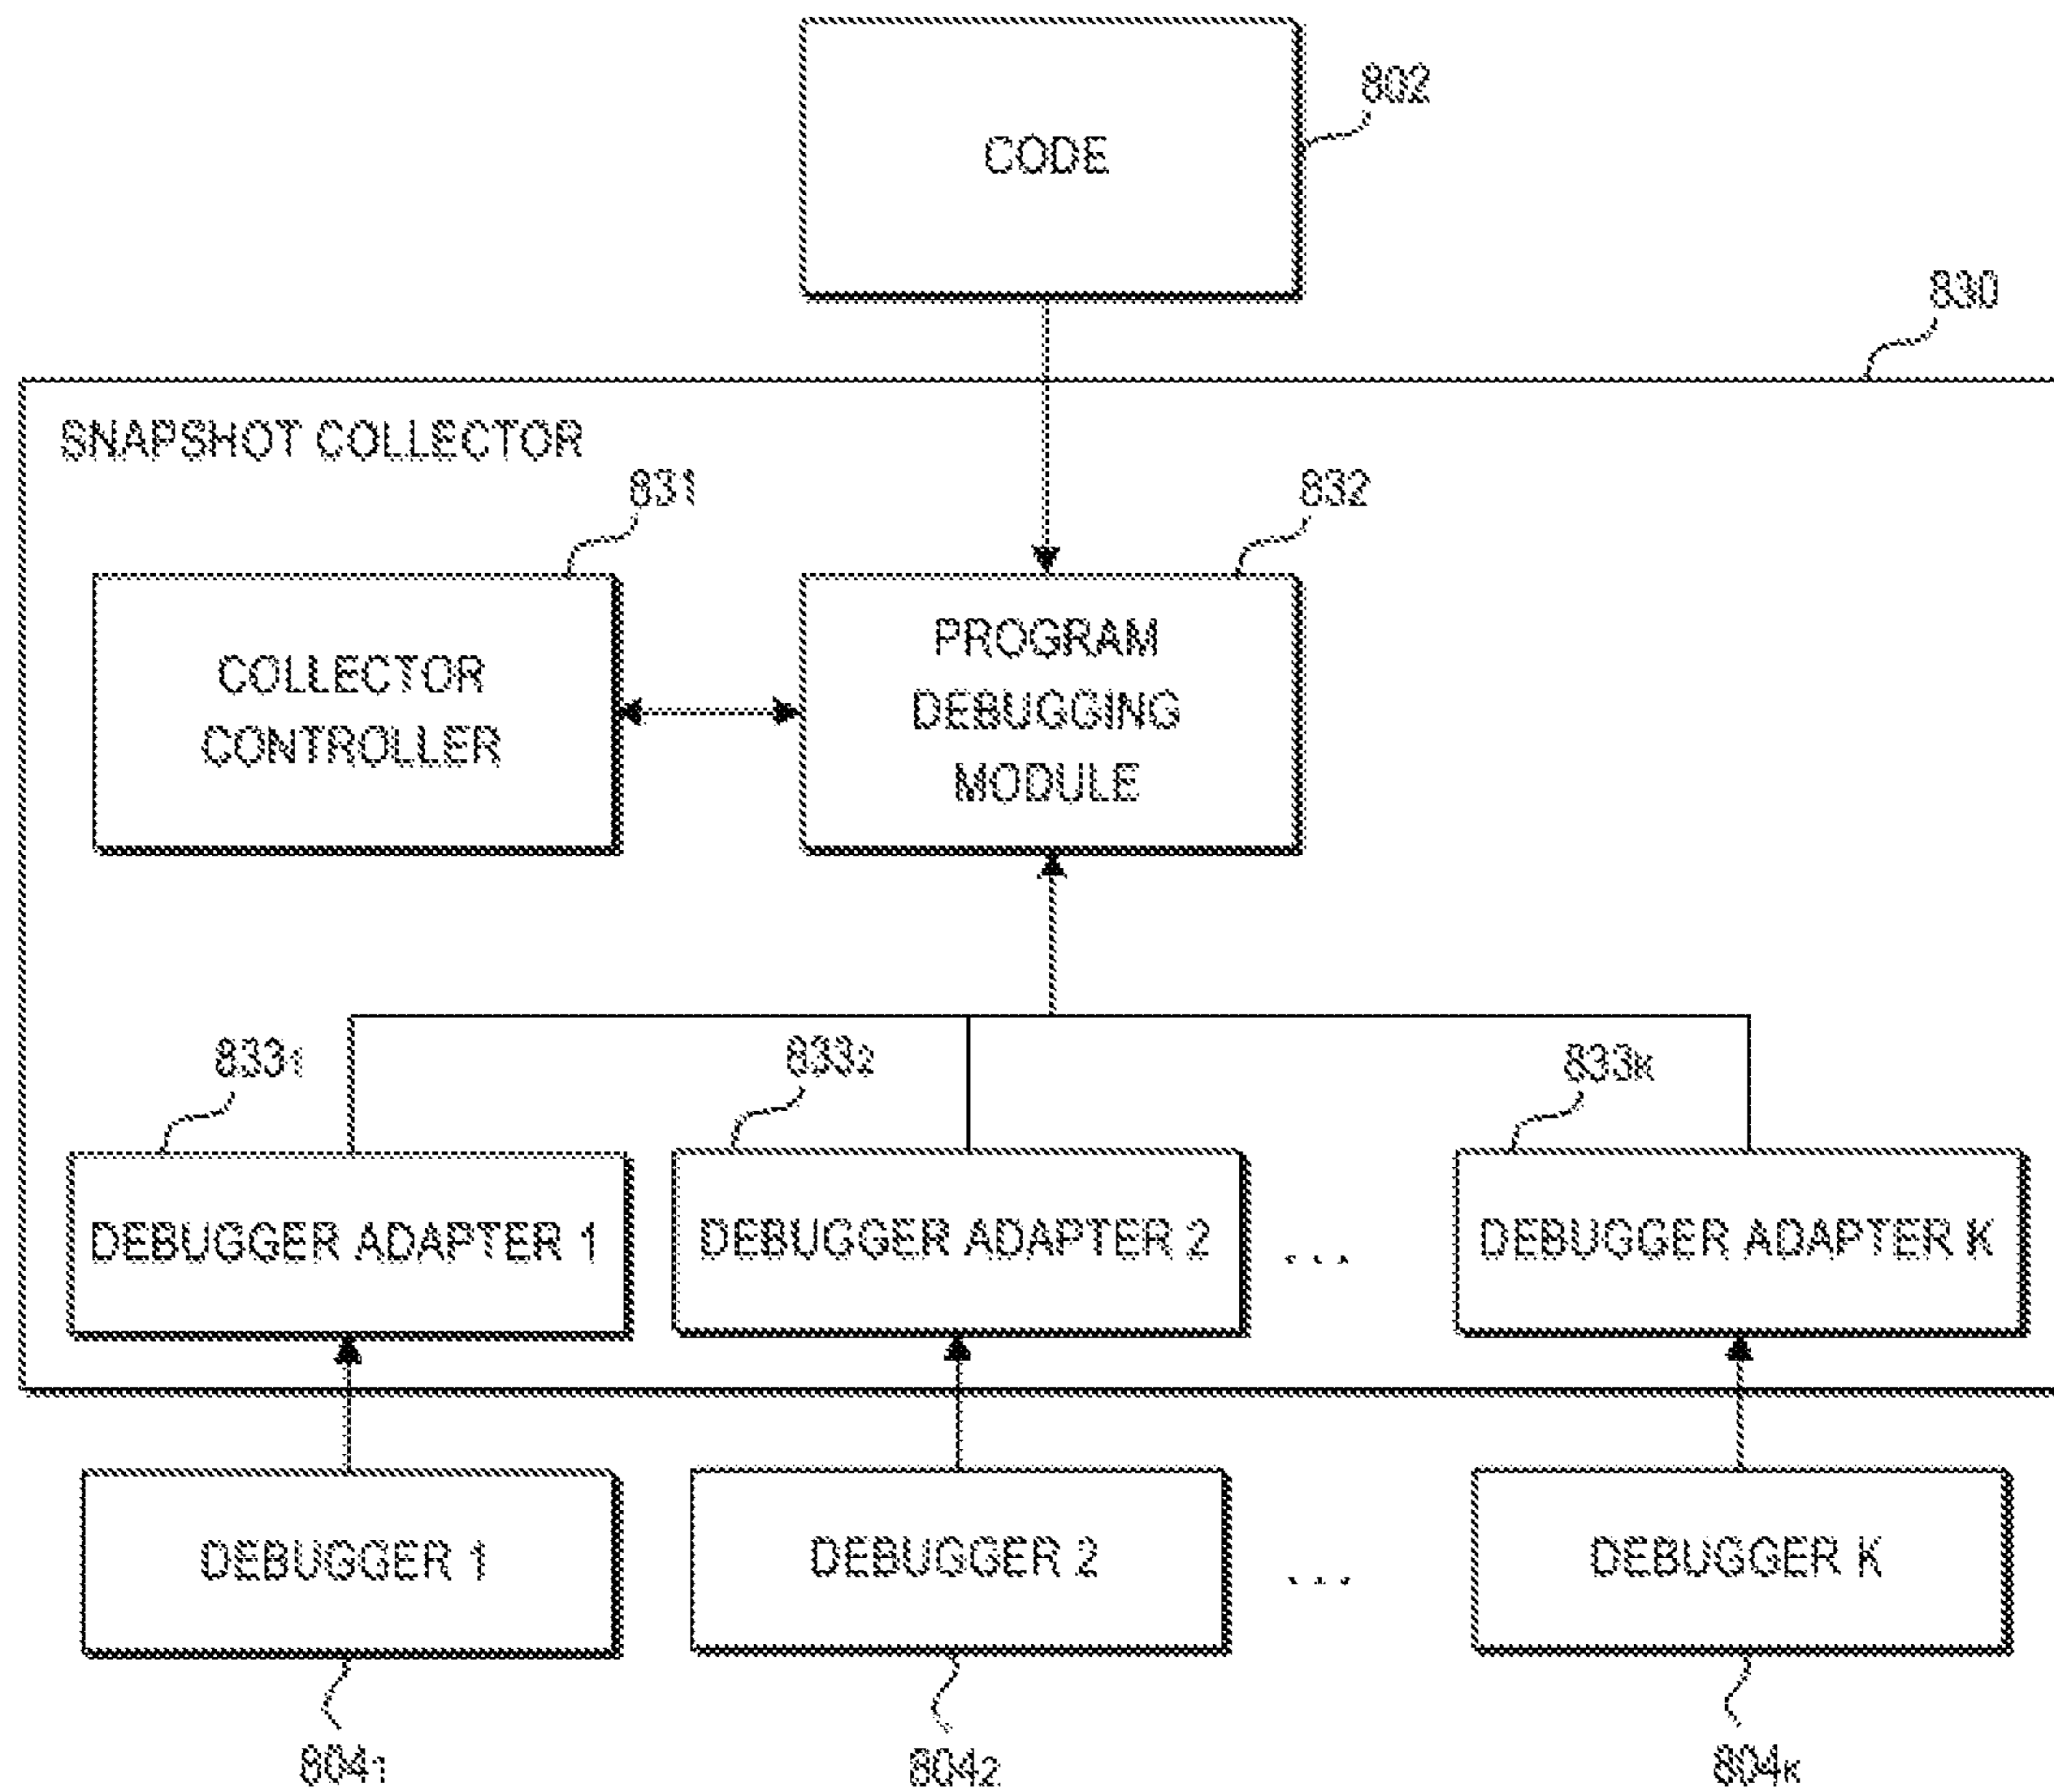 CODE
802
830
SNAPSHOT COLLECTOR
831
832
COLLECTOR
CONTROLLER
PROGRAM
DEBUGGING
MODULE
833₁
833₂
833ₖ
DEBUGGER ADAPTER 1
DEBUGGER ADAPTER 2
...
DEBUGGER ADAPTER K
DEBUGGER 1
DEBUGGER 2
...
DEBUGGER K
804₁
804₂
804ₖ